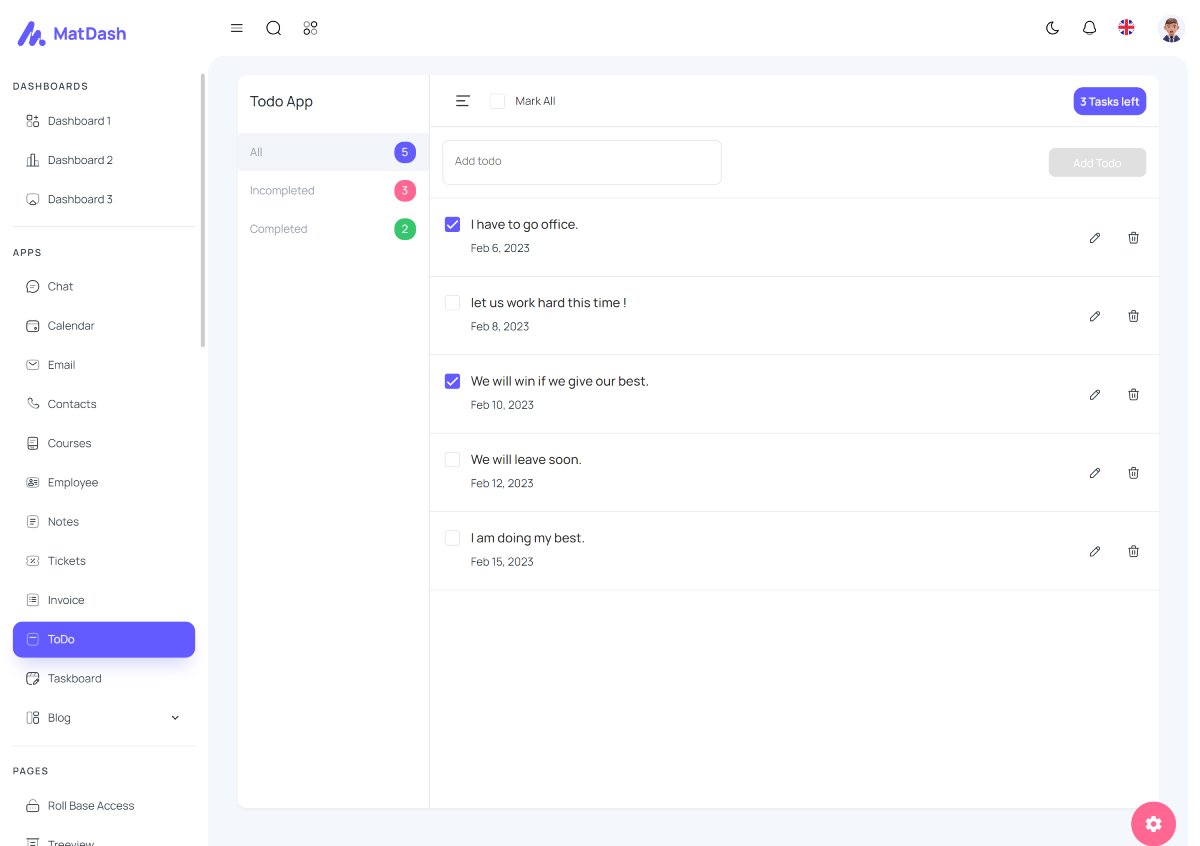 MatDash
DASHBOARDS
Dashboard 1
Dashboard 2
Dashboard 3
APPS
Chat
Calendar
Email
Contacts
Courses
Employee
Notes
Tickets
Invoice
ToDo
Taskboard
Blog
PAGES
Roll Base Access
Treeview
Todo App
All 5
Incompleted 3
Completed 2
Mark All
3 Tasks left
Add todo
Add Todo
I have to go office.
Feb 6, 2023
let us work hard this time !
Feb 8, 2023
We will win if we give our best.
Feb 10, 2023
We will leave soon.
Feb 12, 2023
I am doing my best.
Feb 15, 2023